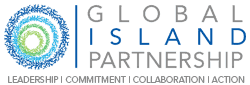 GLOBAL
ISLAND
PARTNERSHIP
LEADERSHIP | COMMITMENT | COLLABORATION | ACTION